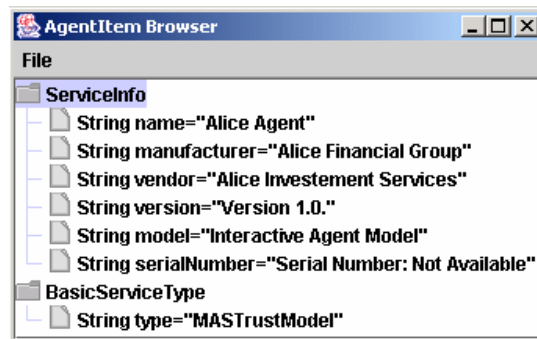 AgentItem Browser
File
ServiceInfo
String name="Alice Agent"
String manufacturer="Alice Financial Group"
String vendor="Alice Investement Services"
String version="Version 1.0."
String model="Interactive Agent Model"
String serialNumber="Serial Number: Not Available"
BasicServiceType
String type="MASTrustModel"